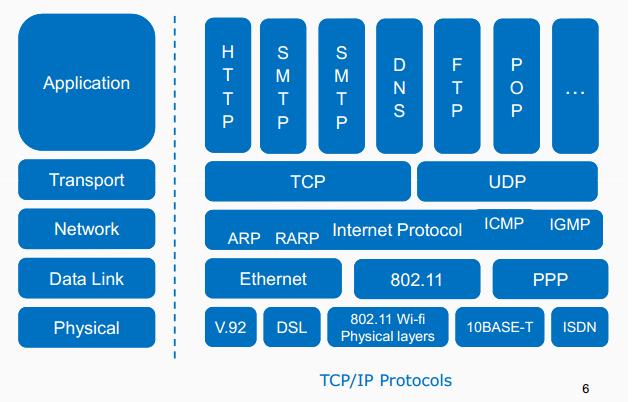 Application
HTTP
SMTP
SMTP
DNS
FTP
POP
...
Transport
TCP
UDP
Network
ARP RARP Internet Protocol ICMP IGMP
Data Link
Ethernet
802.11
PPP
Physical
V.92
DSL
802.11 Wi-fi
Physical layers
10BASE-T
ISDN
TCP/IP Protocols
6